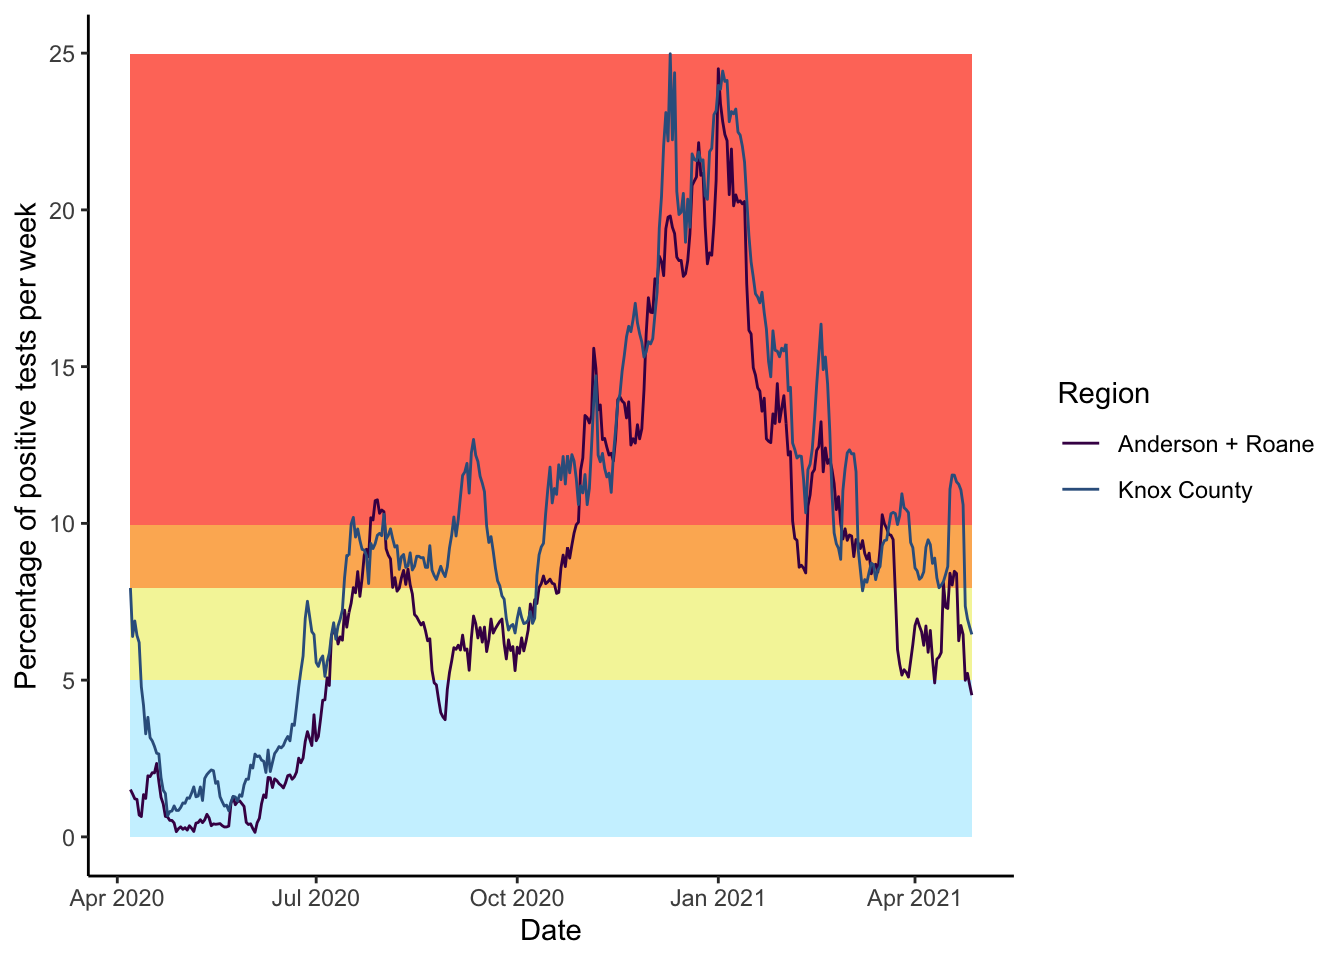 Percentage of positive tests per week
25
20
15
10
5
0
Apr 2020
Jul 2020
Oct 2020
Jan 2021
Apr 2021
Date
Region
Anderson + Roane
Knox County